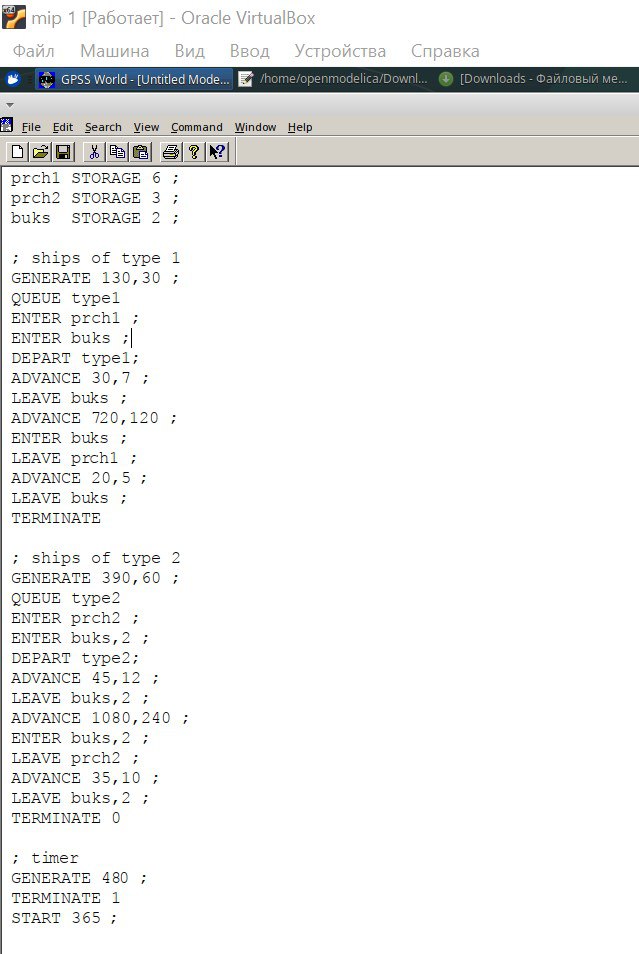 mip 1 [Работает] - Oracle VirtualBox
Файл Машина Вид Ввод Устройства Справка
GPSS World - [Untitled Mode... /home/openmodelica/Downl... [Downloads - Файловый ме...
File Edit Search View Command Window Help
prch1 STORAGE 6 ;
prch2 STORAGE 3 ;
buks  STORAGE 2 ;
; ships of type 1
GENERATE 130,30 ;
QUEUE type1
ENTER prch1 ;
ENTER buks ;
DEPART type1;
ADVANCE 30,7 ;
LEAVE buks ;
ADVANCE 720,120 ;
ENTER buks ;
LEAVE prch1 ;
ADVANCE 20,5 ;
LEAVE buks ;
TERMINATE
; ships of type 2
GENERATE 390,60 ;
QUEUE type2
ENTER prch2 ;
ENTER buks,2 ;
DEPART type2;
ADVANCE 45,12 ;
LEAVE buks,2 ;
ADVANCE 1080,240 ;
ENTER buks,2 ;
LEAVE prch2 ;
ADVANCE 35,10 ;
LEAVE buks,2 ;
TERMINATE 0
; timer
GENERATE 480 ;
TERMINATE 1
START 365 ;